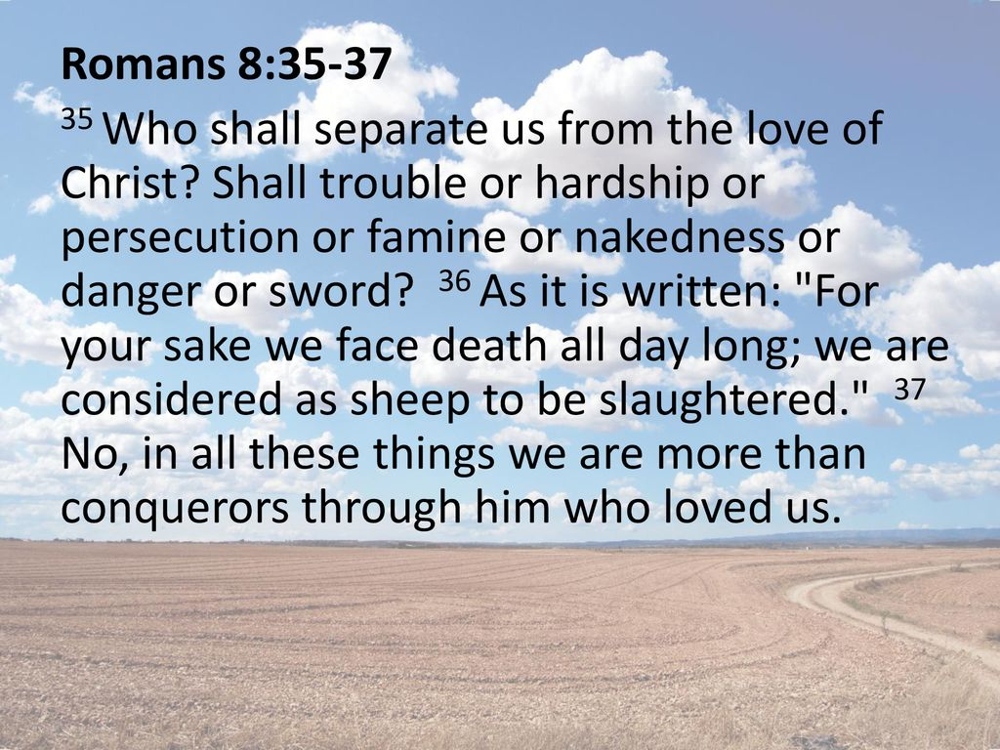 Romans 8:35-37
35 Who shall separate us from the love of
Christ? Shall trouble or hardship or
persecution or famine or nakedness or
danger or sword?  36 As it is written: "For
your sake we face death all day long; we are
considered as sheep to be slaughtered."  37
No, in all these things we are more than
conquerors through him who loved us.